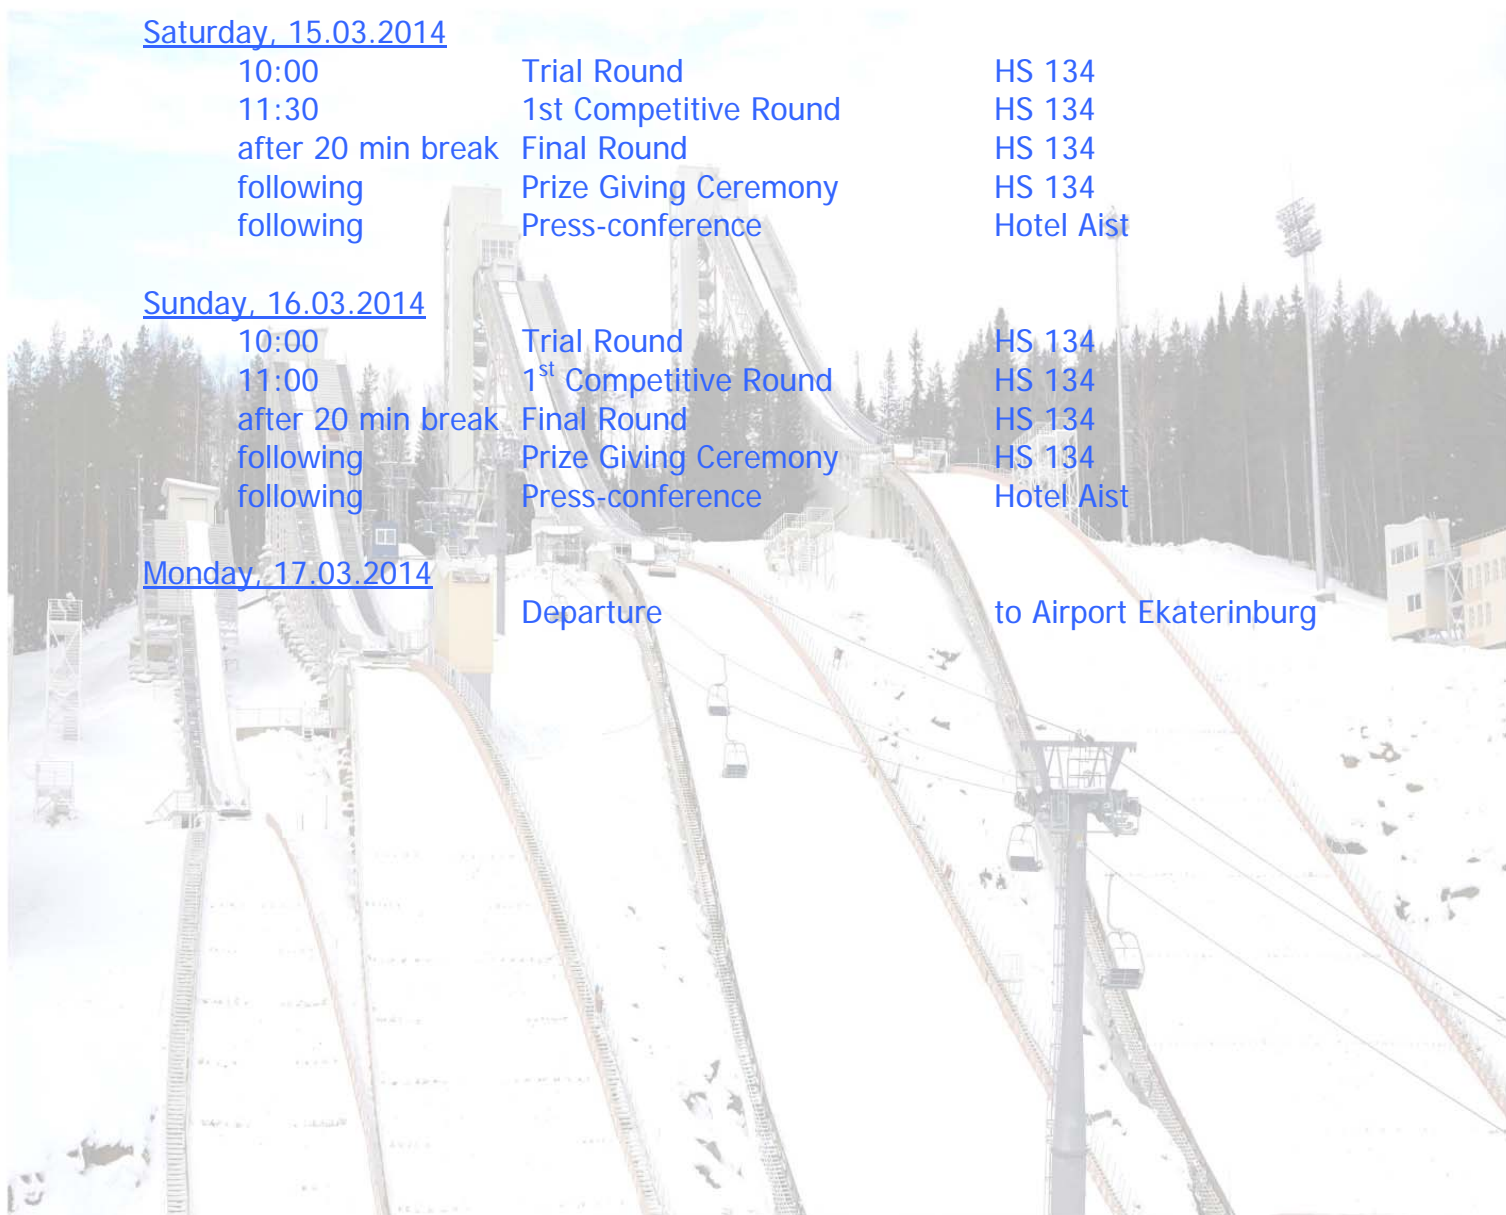 Saturday, 15.03.2014
10:00 Trial Round HS 134
11:30 1st Competitive Round HS 134
after 20 min break Final Round HS 134
following Prize Giving Ceremony HS 134
following Press-conference Hotel Aist
Sunday, 16.03.2014
10:00 Trial Round HS 134
11:00 1st Competitive Round HS 134
after 20 min break Final Round HS 134
following Prize Giving Ceremony HS 134
following Press-conference Hotel Aist
Monday, 17.03.2014
Departure to Airport Ekaterinburg